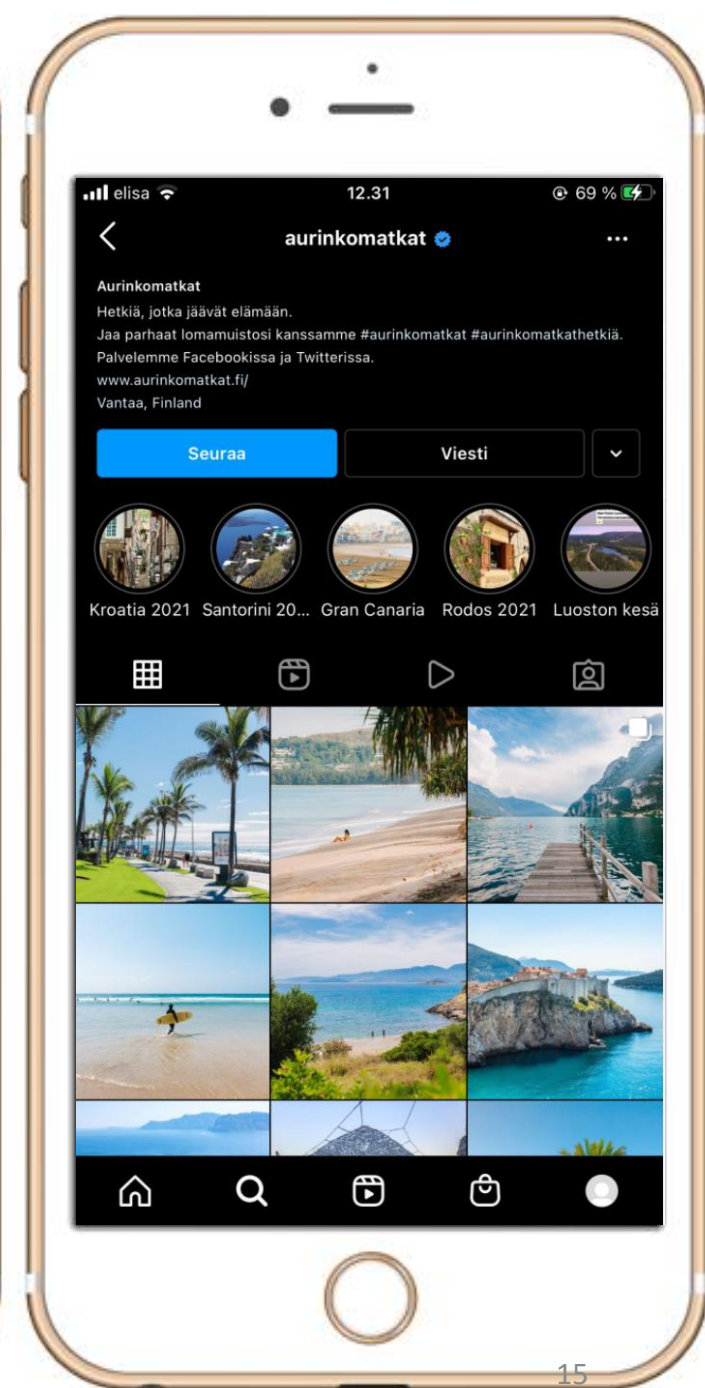 elisa 12.31 69 %
aurinkomatkat
Aurinkomatkat
Hetkiä, jotka jäävät elämään.
Jaa parhaat lomamuistosi kanssamme #aurinkomatkat #aurinkomatkathetkiä.
Palvelemme Facebookissa ja Twitterissa.
www.aurinkomatkat.fi/
Vantaa, Finland
Seuraa Viesti
Kroatia 2021 Santorini 20... Gran Canaria Rodos 2021 Luoston kesä
15